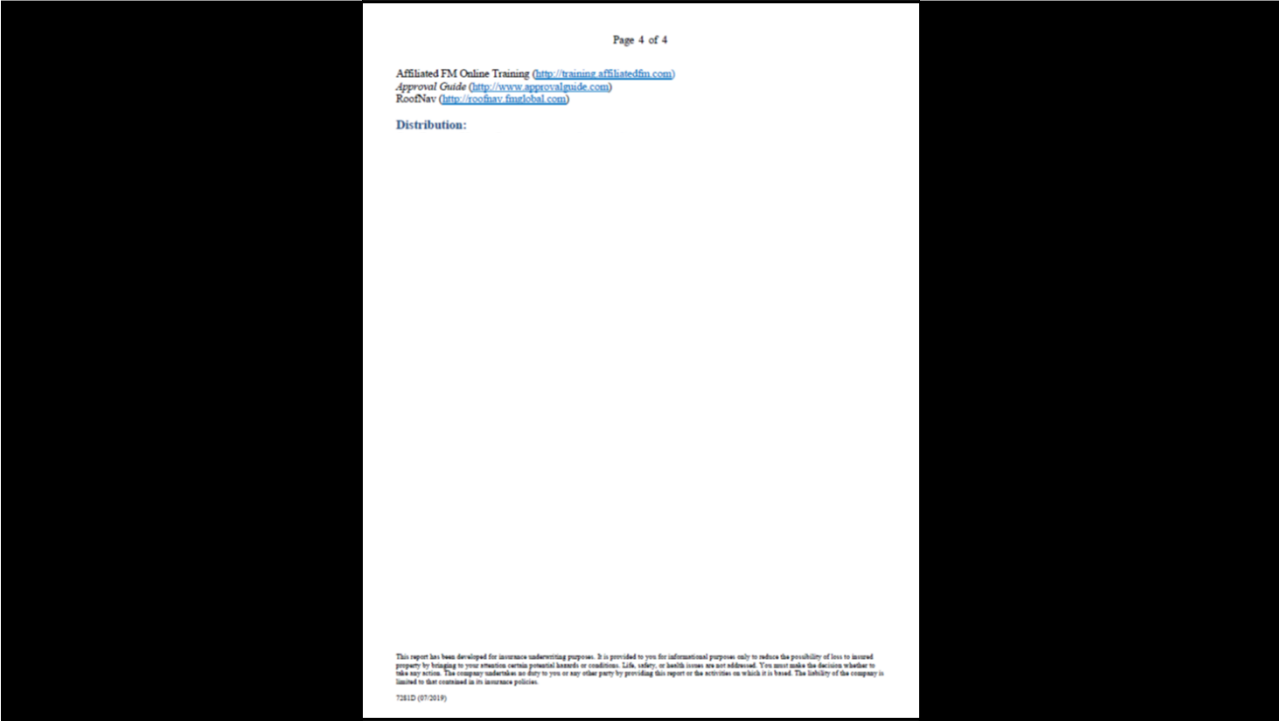 Page 4 of 4
Affiliated FM Online Training (http://training.affiliatedfm.com)
Approval Guide (http://www.approvalguide.com)
RoofNav (http://roofnav.fmglobal.com)
Distribution:
This report has been developed for insurance underwriting purposes. It is provided to you for informational purposes only to reduce the possibility of loss to insured
property by bringing to your attention certain potential hazards or conditions. Life, safety, or health issues are not addressed. You must make the decision whether to
take any action. The company undertakes no duty to you or any other party by providing this report or the activities on which it is based. The liability of the company is
limited to that contained in its insurance policies.
7281D (07/2019)